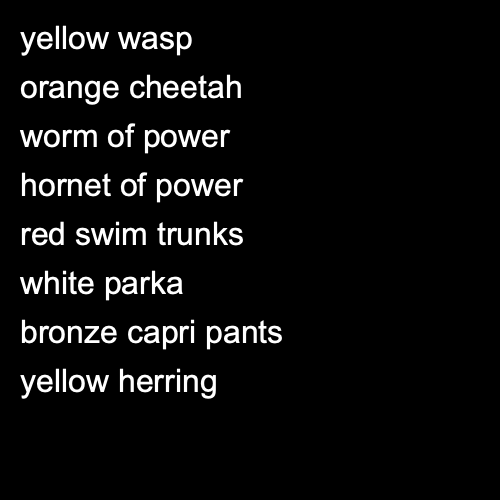 yellow wasp
orange cheetah
worm of power
hornet of power
red swim trunks
white parka
bronze capri pants
yellow herring